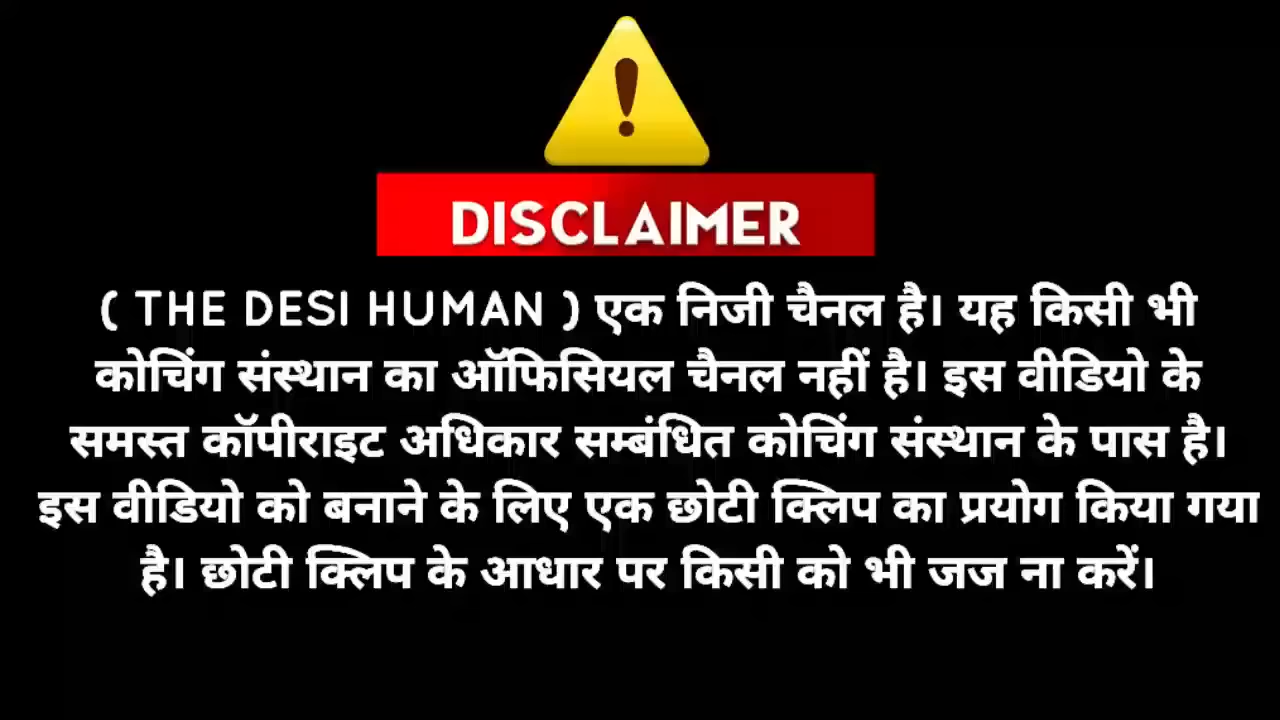 DISCLAIMER
( THE DESI HUMAN ) एक निजी चैनल है। यह किसी भी
कोचिंग संस्थान का ऑफिसियल चैनल नहीं है। इस वीडियो के
समस्त कॉपीराइट अधिकार सम्बंधित कोचिंग संस्थान के पास है।
इस वीडियो को बनाने के लिए एक छोटी क्लिप का प्रयोग किया गया
है। छोटी क्लिप के आधार पर किसी को भी जज ना करें।